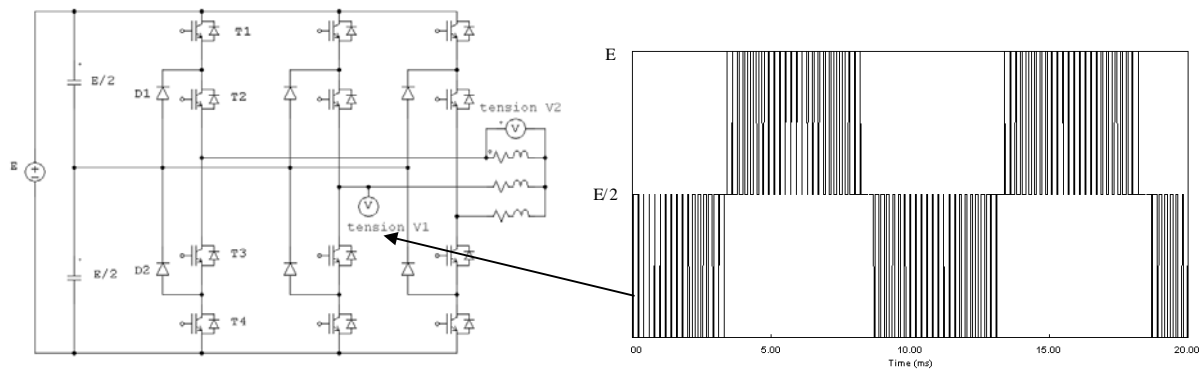 T1
E/2
D1
T2
tension V2
V
E
V
tension V1
T3
E/2
D2
T4
E
E/2
00
5.00
10.00
15.00
20.00
Time (ms)